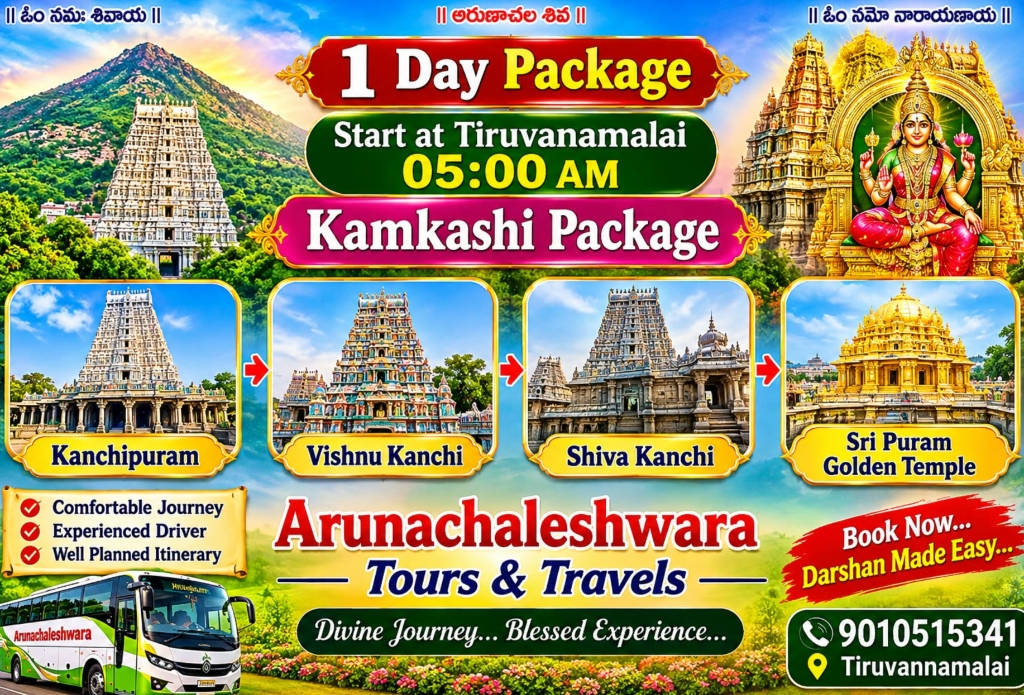 || ఓం నమః శివాయ ||
|| అరుణాచల శివ ||
|| ఓం నమో నారాయణాయ ||
1 Day Package
Start at Tiruvanamalai
05:00 AM
Kamkashi Package
Kanchipuram
Vishnu Kanchi
Shiva Kanchi
Sri Puram
Golden Temple
Comfortable Journey
Experienced Driver
Well Planned Itinerary
Arunachaleshwara
Tours & Travels
Divine Journey... Blessed Experience...
Book Now...
Darshan Made Easy...
Arunachaleshwara
9010515341
Tiruvannamalai